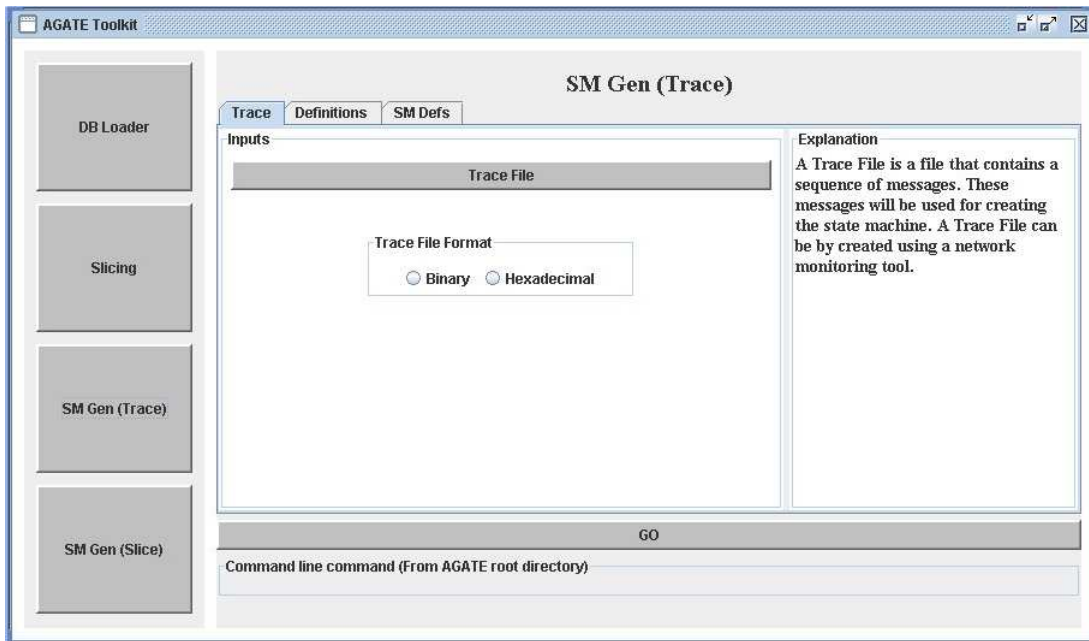 AGATE Toolkit
DB Loader
Slicing
SM Gen (Trace)
SM Gen (Slice)
SM Gen (Trace)
Trace Definitions SM Defs
Inputs
Trace File
Trace File Format
Binary Hexadecimal
Explanation
A Trace File is a file that contains a
sequence of messages. These
messages will be used for creating
the state machine. A Trace File can
be by created using a network
monitoring tool.
GO
Command line command (From AGATE root directory)